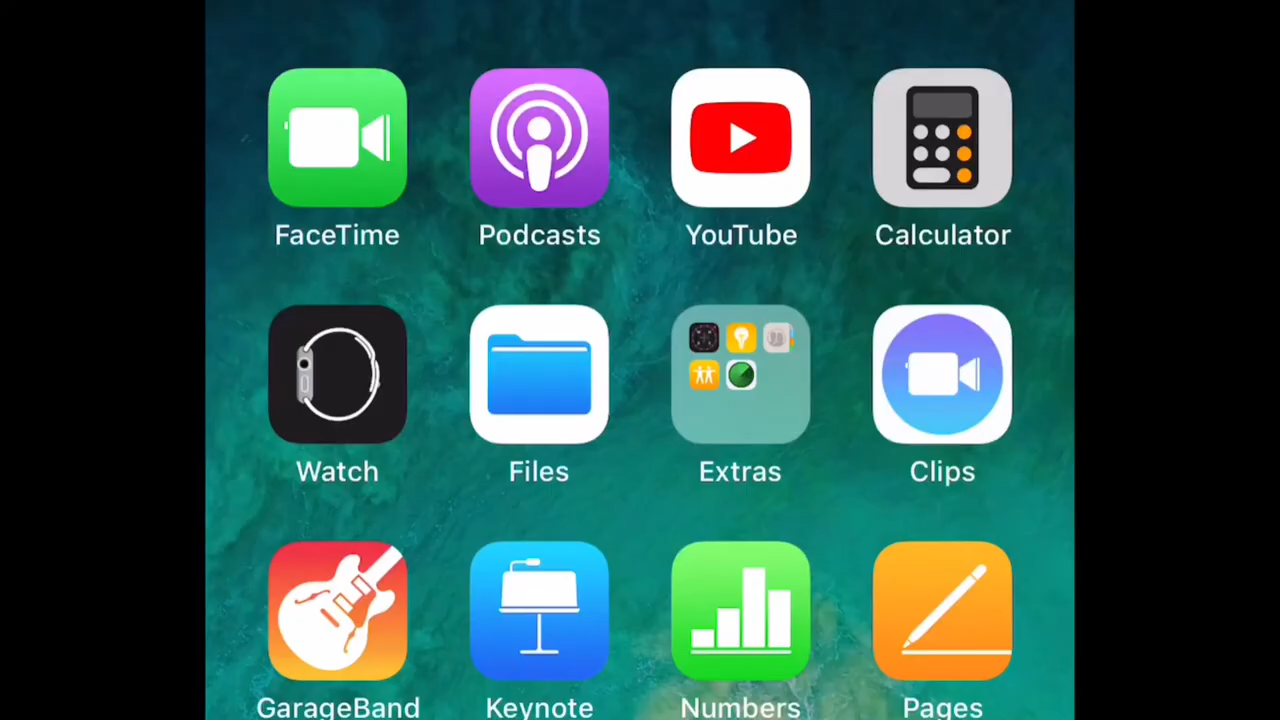 FaceTime Podcasts YouTube Calculator
Watch Files Extras Clips
GarageBand Keynote Numbers Pages